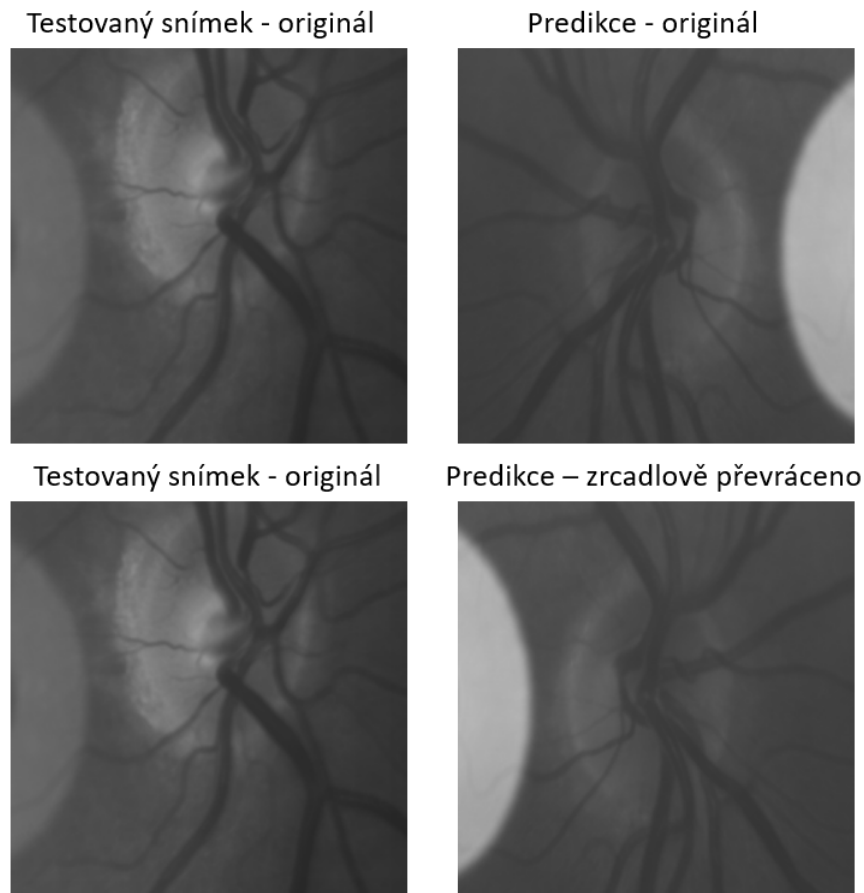 Testovaný snímek - originál
Predikce - originál
Testovaný snímek - originál
Predikce – zrcadlově převráceno